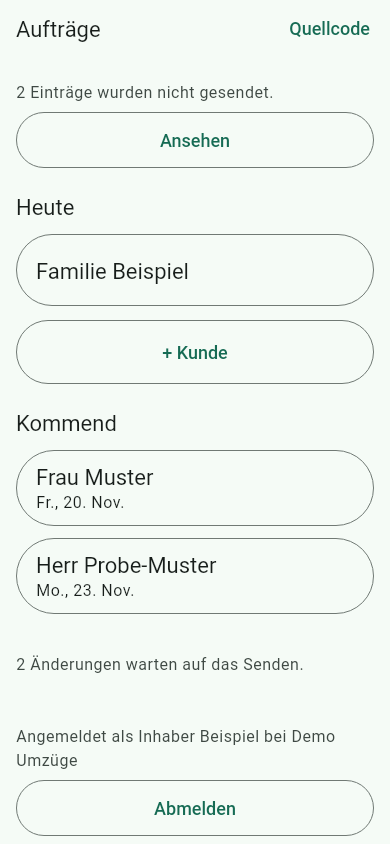 Aufträge
Quellcode
2 Einträge wurden nicht gesendet.
Ansehen
Heute
Familie Beispiel
+ Kunde
Kommend
Frau Muster
Fr., 20. Nov.
Herr Probe-Muster
Mo., 23. Nov.
2 Änderungen warten auf das Senden.
Angemeldet als Inhaber Beispiel bei Demo
Umzüge
Abmelden